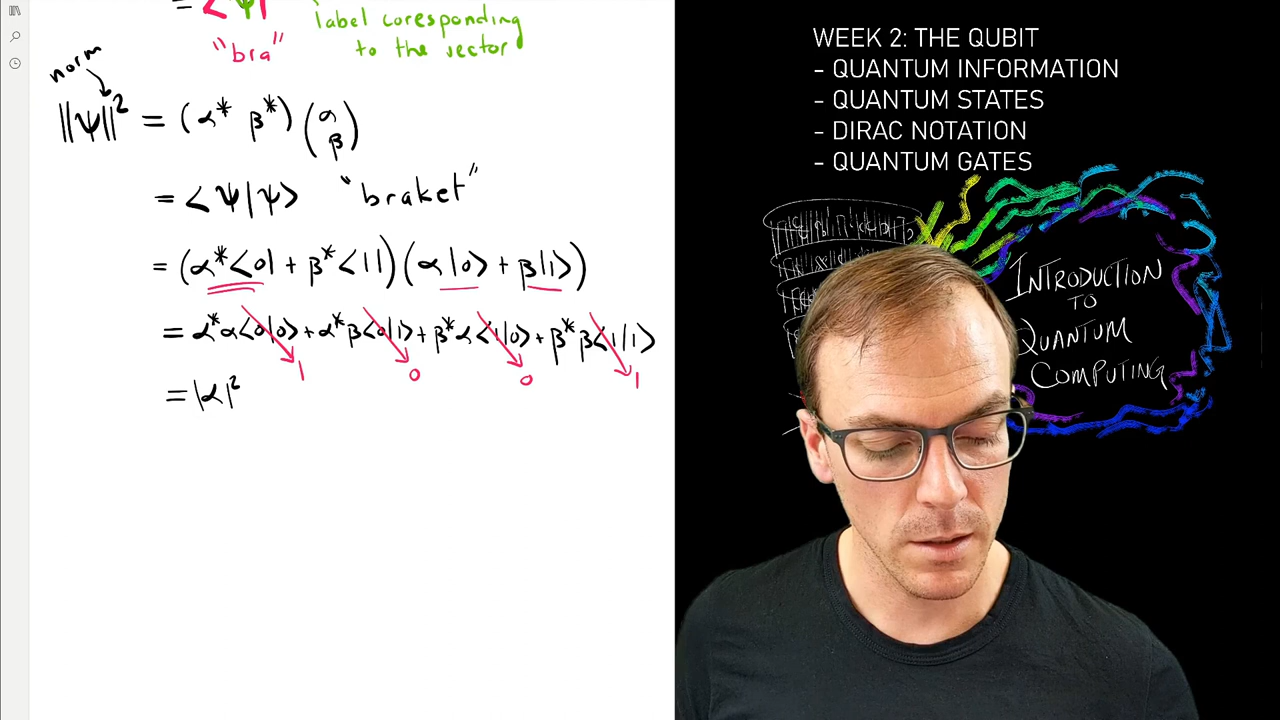 = <Ψ|
label coresponding
to the vector
"bra"
norm
||Ψ||² = (α* β*) (α
β)
= <Ψ|Ψ> "braket"
= (α*<0| + β*<1|)(α|0> + β|1>)
= α*α<0|0> + α*β<0|1> + β*α<1|0> + β*β<1|1>
1 0 0 1
= |α|²
WEEK 2: THE QUBIT
- QUANTUM INFORMATION
- QUANTUM STATES
- DIRAC NOTATION
- QUANTUM GATES
INTRODUCTION
TO
QUANTUM
COMPUTING